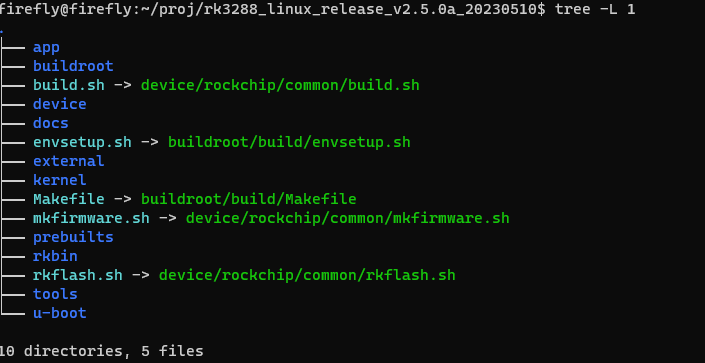 firefly@firefly:~/proj/rk3288_linux_release_v2.5.0a_20230510$ tree -L 1
.
├── app
├── buildroot
├── build.sh -> device/rockchip/common/build.sh
├── device
├── docs
├── envsetup.sh -> buildroot/build/envsetup.sh
├── external
├── kernel
├── Makefile -> buildroot/build/Makefile
├── mkfirmware.sh -> device/rockchip/common/mkfirmware.sh
├── prebuilts
├── rkbin
├── rkflash.sh -> device/rockchip/common/rkflash.sh
├── tools
├── u-boot

10 directories, 5 files